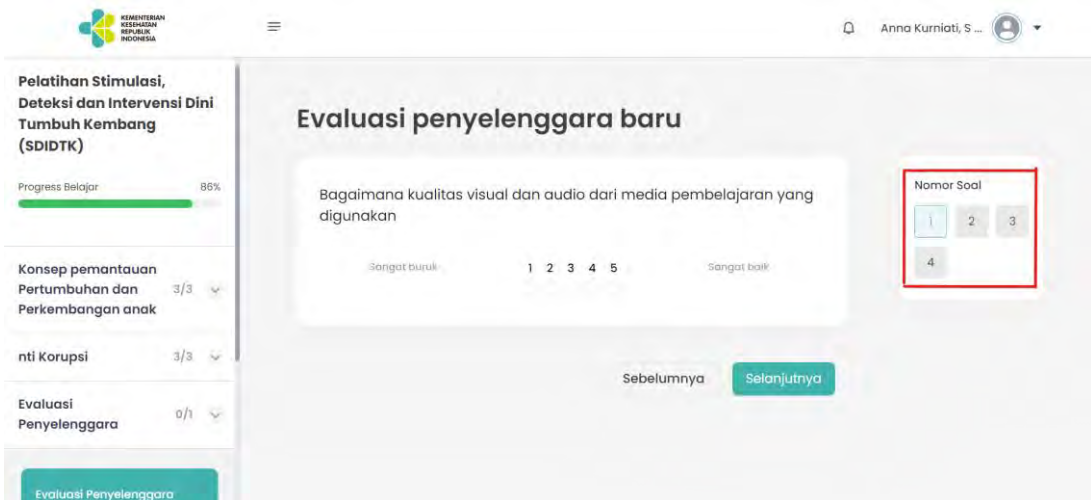 KEMENTERIAN
KESEHATAN
REPUBLIK
INDONESIA
Anna Kurniati, S ...
Pelatihan Stimulasi,
Deteksi dan Intervensi Dini
Tumbuh Kembang
(SDIDTK)
Progress Belajar 86%
Konsep pemantauan
Pertumbuhan dan 3/3
Perkembangan anak
nti Korupsi 3/3
Evaluasi
Penyelenggara 0/1
Evaluasi Penyelenggara
Evaluasi penyelenggara baru
Bagaimana kualitas visual dan audio dari media pembelajaran yang
digunakan
Sangat buruk 1 2 3 4 5 Sangat baik
Sebelumnya Selanjutnya
Nomor Soal
1 2 3
4